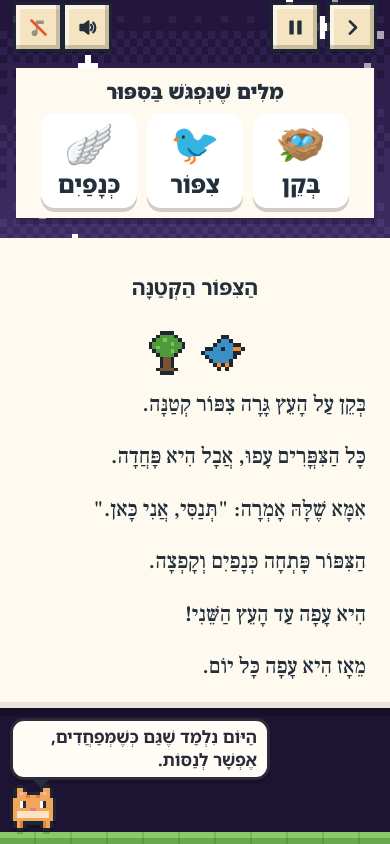 מִלִּים שֶׁנִּפְגֹּשׁ בַּסִּפּוּר
בְּקֵן
צִפּוֹר
כְּנָפַיִם
הַצִּפּוֹר הַקְּטַנָּה
בְּקֵן עַל הָעֵץ גָּרָה צִפּוֹר קְטַנָּה.
כָּל הַצִּפֳּרִים עָפוּ, אֲבָל הִיא פָּחֲדָה.
אִמָּא שֶׁלָּהּ אָמְרָה: "תְּנַסִּי, אֲנִי כָּאן."
הַצִּפּוֹר פָּתְחָה כְּנָפַיִם וְקָפְצָה.
הִיא עָפָה עַד הָעֵץ הַשֵּׁנִי!
מֵאָז הִיא עָפָה כָּל יוֹם.
הַיּוֹם נִלְמַד שֶׁגַּם כְּשֶׁמְּפַחֲדִים,
אֶפְשָׁר לְנַסּוֹת.